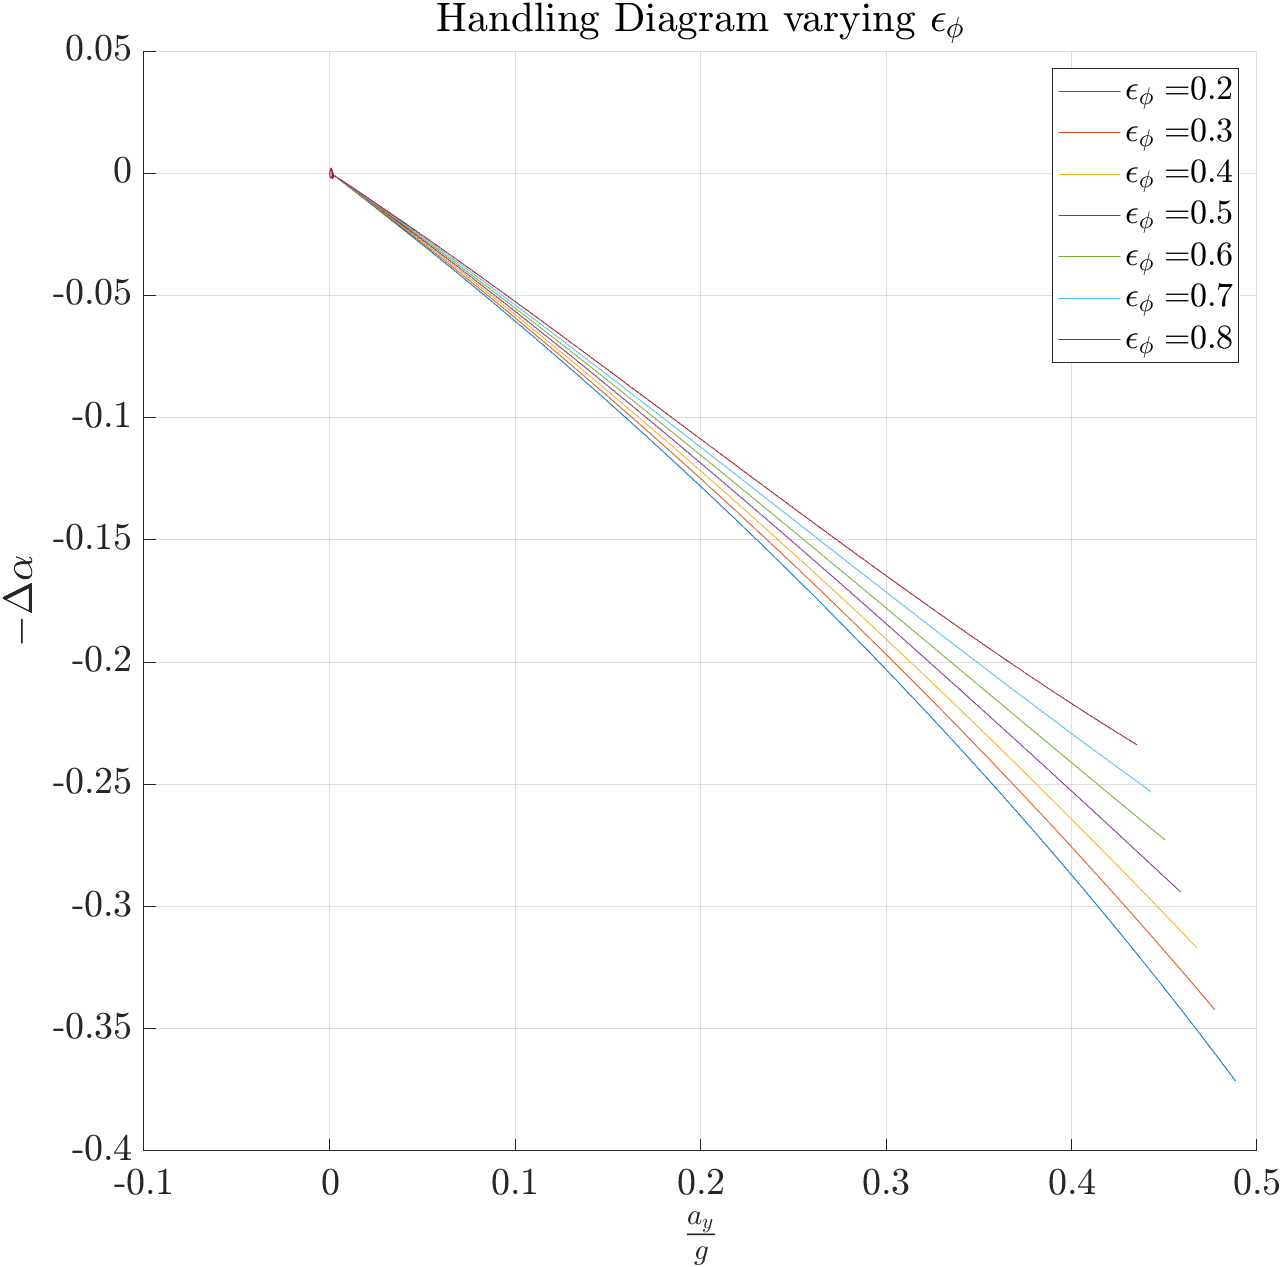 Handling Diagram varying ϵ_ϕ
0.05
0
-0.05
-0.1
-0.15
-0.2
-0.25
-0.3
-0.35
-0.4
−Δα
ϵ_ϕ =0.2
ϵ_ϕ =0.3
ϵ_ϕ =0.4
ϵ_ϕ =0.5
ϵ_ϕ =0.6
ϵ_ϕ =0.7
ϵ_ϕ =0.8
-0.1 0 0.1 0.2 0.3 0.4 0.5
a_y
g